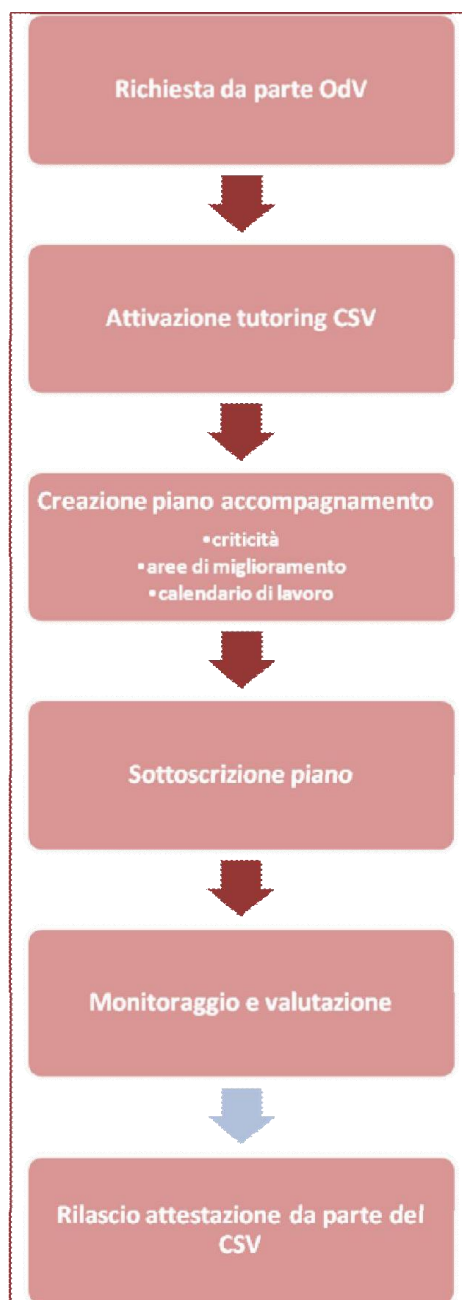 Richiesta da parte OdV
Attivazione tutoring CSV
Creazione piano accompagnamento
•criticità
•aree di miglioramento
•calendario di lavoro
Sottoscrizione piano
Monitoraggio e valutazione
Rilascio attestazione da parte del
CSV